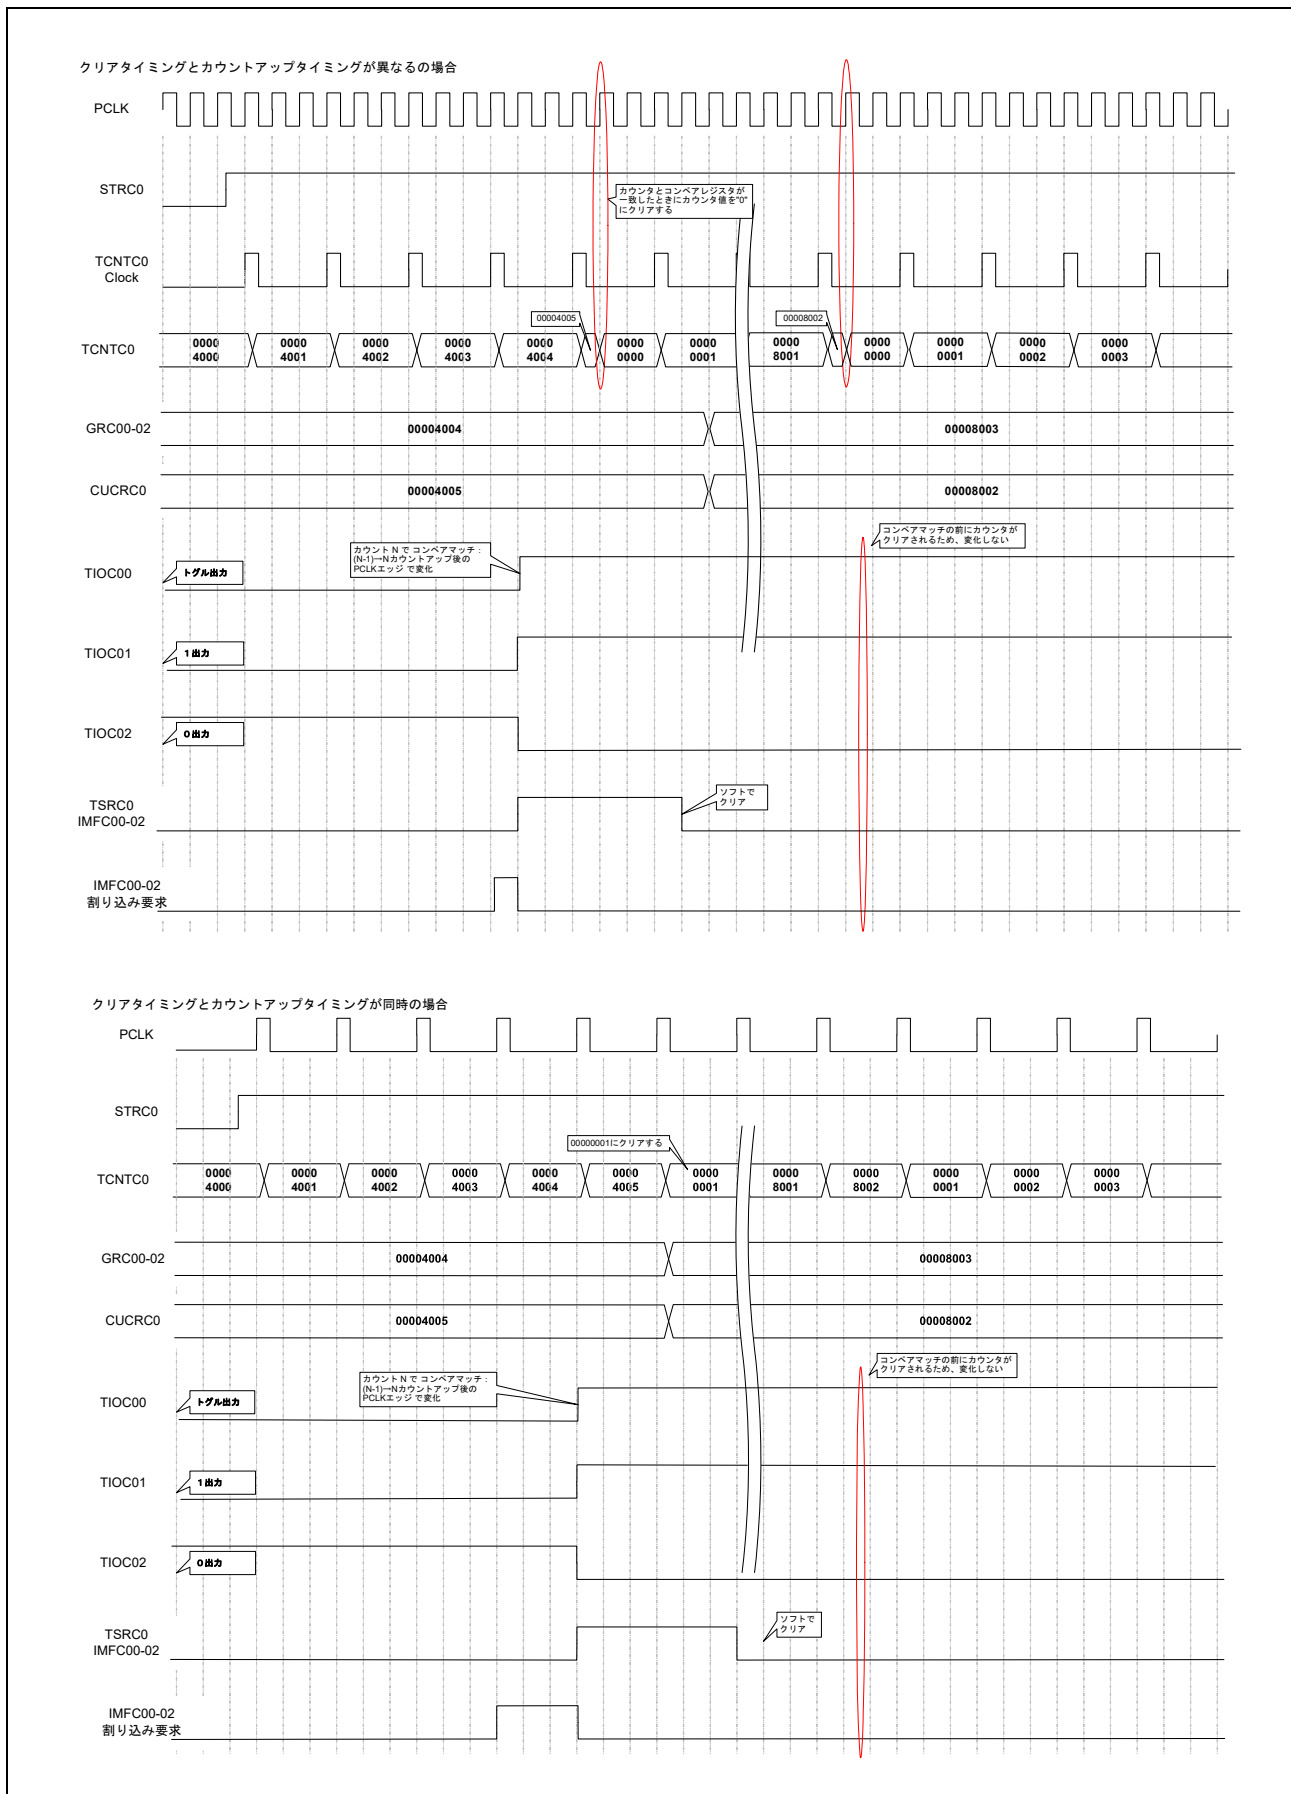 クリアタイミングとカウントアップタイミングが異なるの場合
PCLK
STRC0
カウンタとコンペアレジスタが
一致したときにカウンタ値を"0"
にクリアする
TCNTC0
Clock
00004005
00008002
TCNTC0
0000 0000 0000 0000 0000 0000 0000 0000 0000 0000 0000 0000
4000 4001 4002 4003 4004 0000 0001 8001 0000 0001 0002 0003
GRC00-02
00004004
00008003
CUCRC0
00004005
00008002
コンペアマッチの前にカウンタが
クリアされるため、変化しない
カウント N で コンペアマッチ：
(N-1)→Nカウントアップ後の
PCLKエッジ で変化
TIOC00
トグル出力
TIOC01
1 出力
TIOC02
0 出力
ソフトで
クリア
TSRC0
IMFC00-02
IMFC00-02
割り込み要求
クリアタイミングとカウントアップタイミングが同時の場合
PCLK
STRC0
00000001にクリアする
TCNTC0
0000 0000 0000 0000 0000 0000 0000 0000 0000 0000 0000 0000
4000 4001 4002 4003 4004 4005 0001 8001 8002 0001 0002 0003
GRC00-02
00004004
00008003
CUCRC0
00004005
00008002
コンペアマッチの前にカウンタが
クリアされるため、変化しない
カウント N で コンペアマッチ：
(N-1)→Nカウントアップ後の
PCLKエッジ で変化
TIOC00
トグル出力
TIOC01
1 出力
TIOC02
0 出力
ソフトで
クリア
TSRC0
IMFC00-02
IMFC00-02
割り込み要求